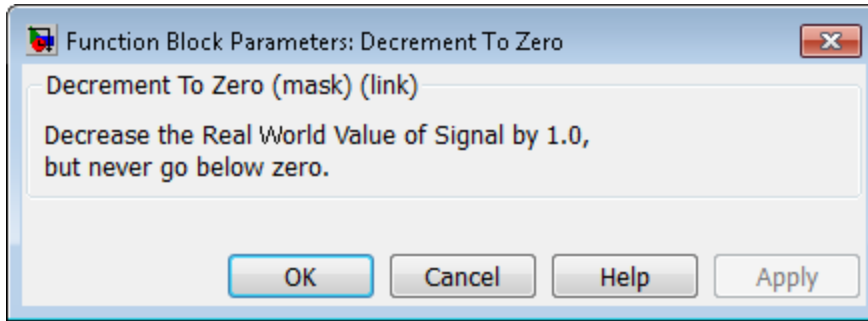 Function Block Parameters: Decrement To Zero
Decrement To Zero (mask) (link)
Decrease the Real World Value of Signal by 1.0,
but never go below zero.
OK Cancel Help Apply